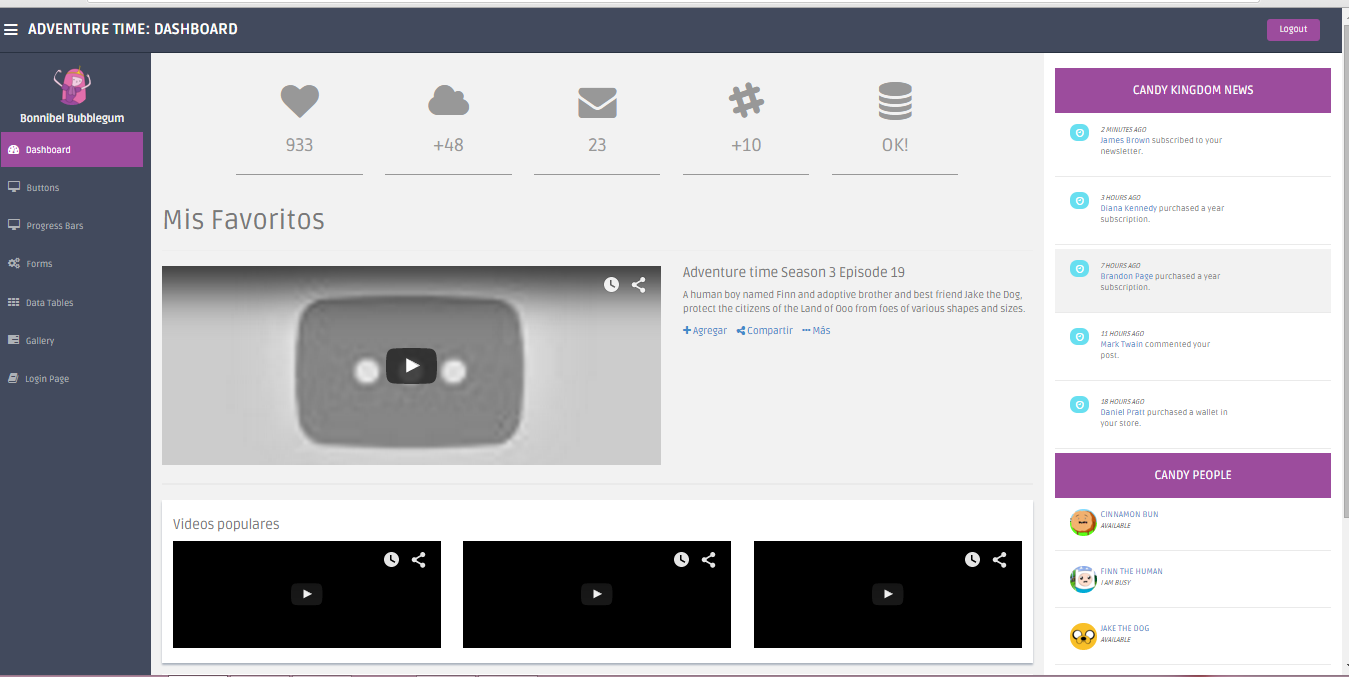 ADVENTURE TIME: DASHBOARD
Logout
Bonnibel Bubblegum
Dashboard
Buttons
Progress Bars
Forms
Data Tables
Gallery
Login Page
933
+48
23
+10
OK!
Mis Favoritos
Adventure time Season 3 Episode 19
A human boy named Finn and adoptive brother and best friend Jake the Dog,
protect the citizens of the Land of Ooo from foes of various shapes and sizes.
Agregar Compartir Más
Videos populares
CANDY KINGDOM NEWS
2 MINUTES AGO
James Brown subscribed to your
newsletter.
3 HOURS AGO
Diana Kennedy purchased a year
subscription.
7 HOURS AGO
Brandon Page purchased a year
subscription.
11 HOURS AGO
Mark Twain commented your
post.
18 HOURS AGO
Daniel Pratt purchased a wallet in
your store.
CANDY PEOPLE
CINNAMON BUN
AVAILABLE
FINN THE HUMAN
I AM BUSY
JAKE THE DOG
AVAILABLE